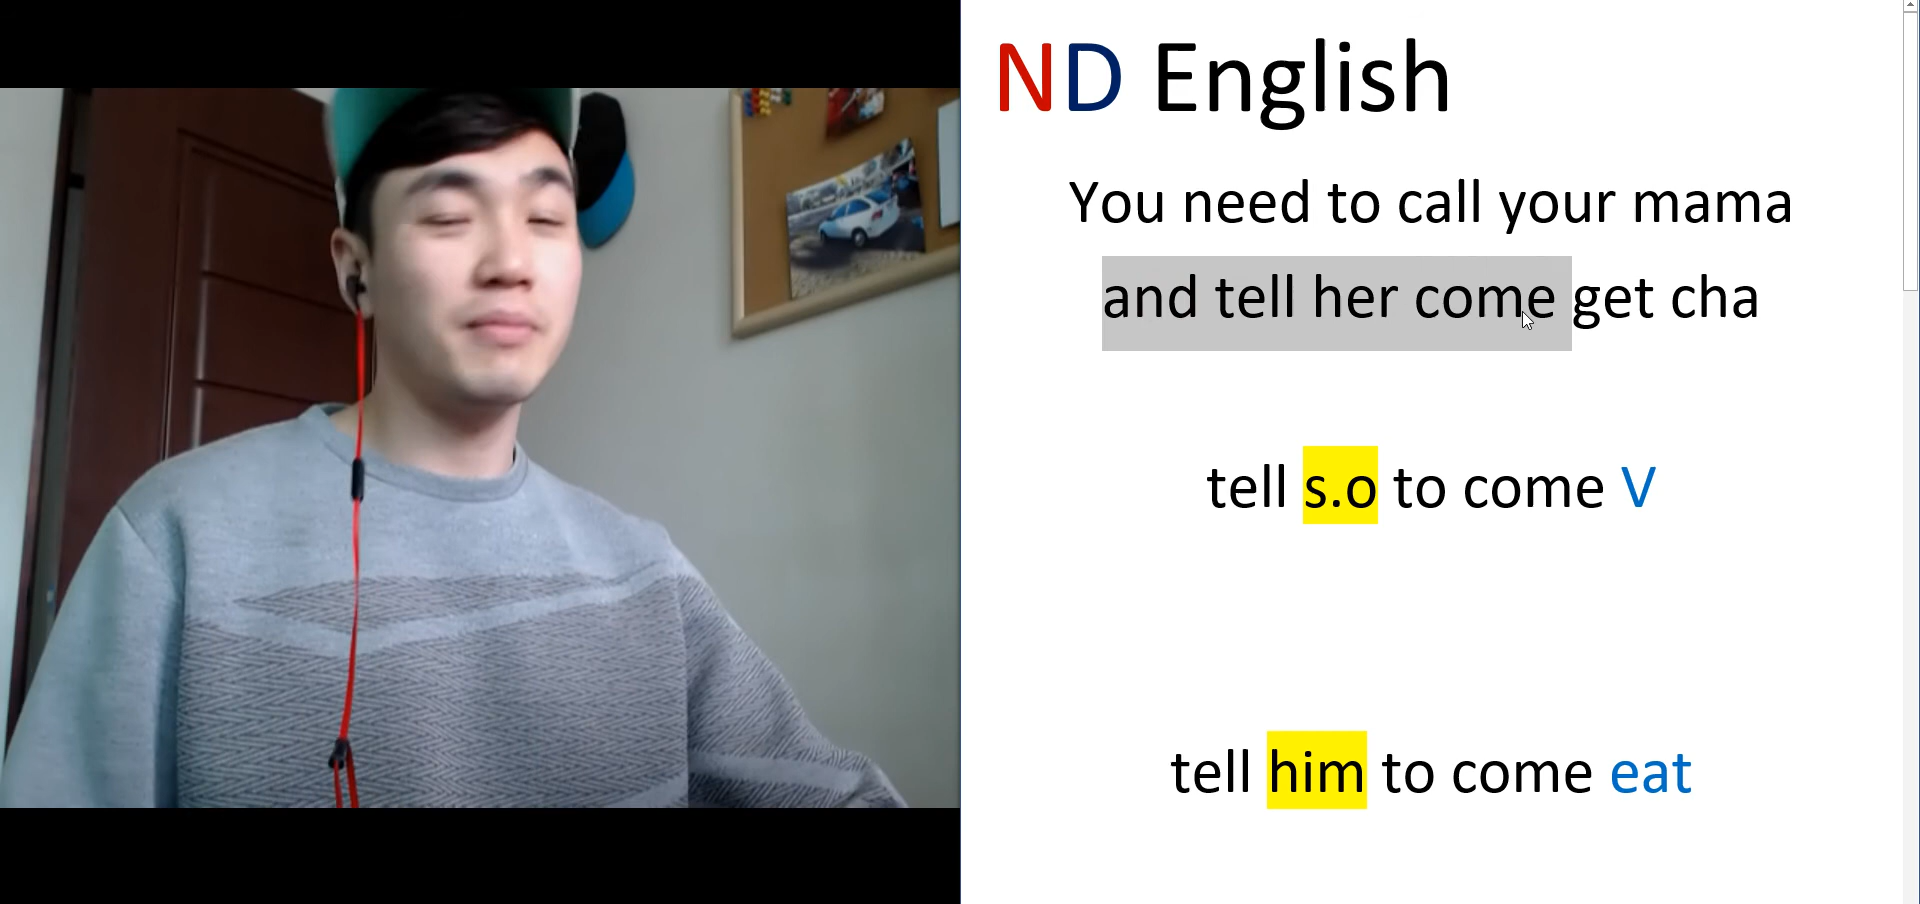 ND English
You need to call your mama
and tell her come get cha
tell s.o to come V
tell him to come eat